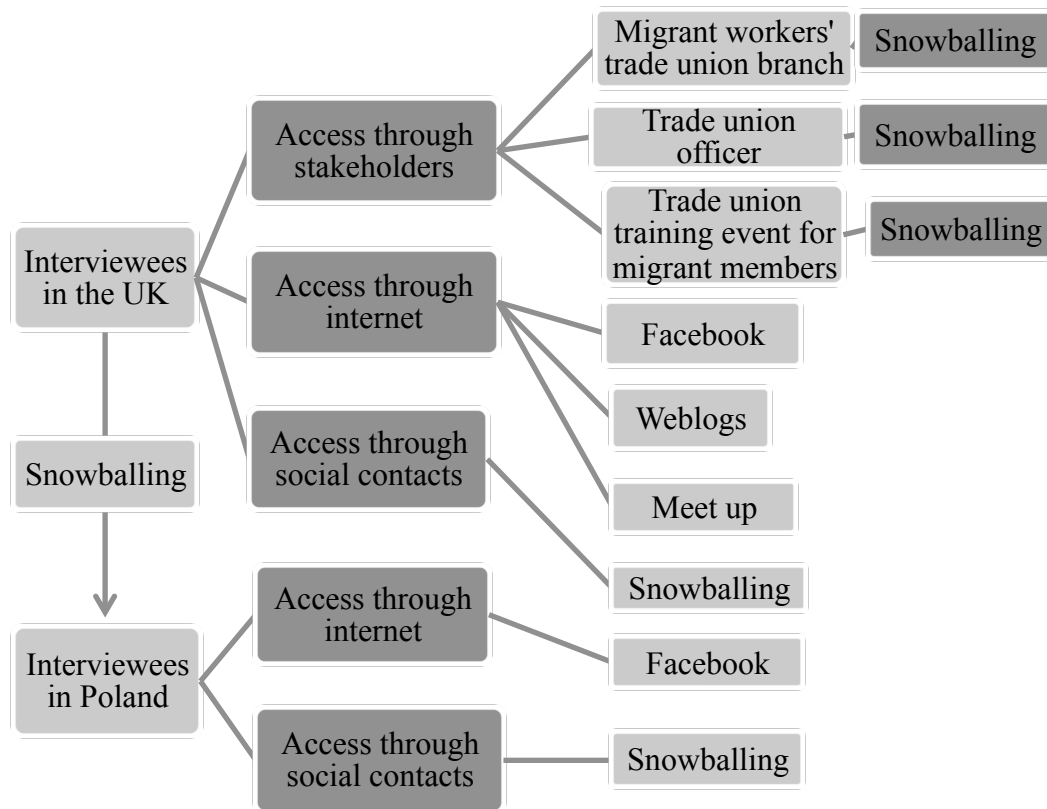 Migrant workers'
trade union branch
Snowballing
Access through
stakeholders
Trade union
officer
Snowballing
Trade union
training event for
migrant members
Snowballing
Interviewees
in the UK
Access through
internet
Facebook
Weblogs
Meet up
Access through
social contacts
Snowballing
Snowballing
Interviewees
in Poland
Access through
internet
Facebook
Access through
social contacts
Snowballing